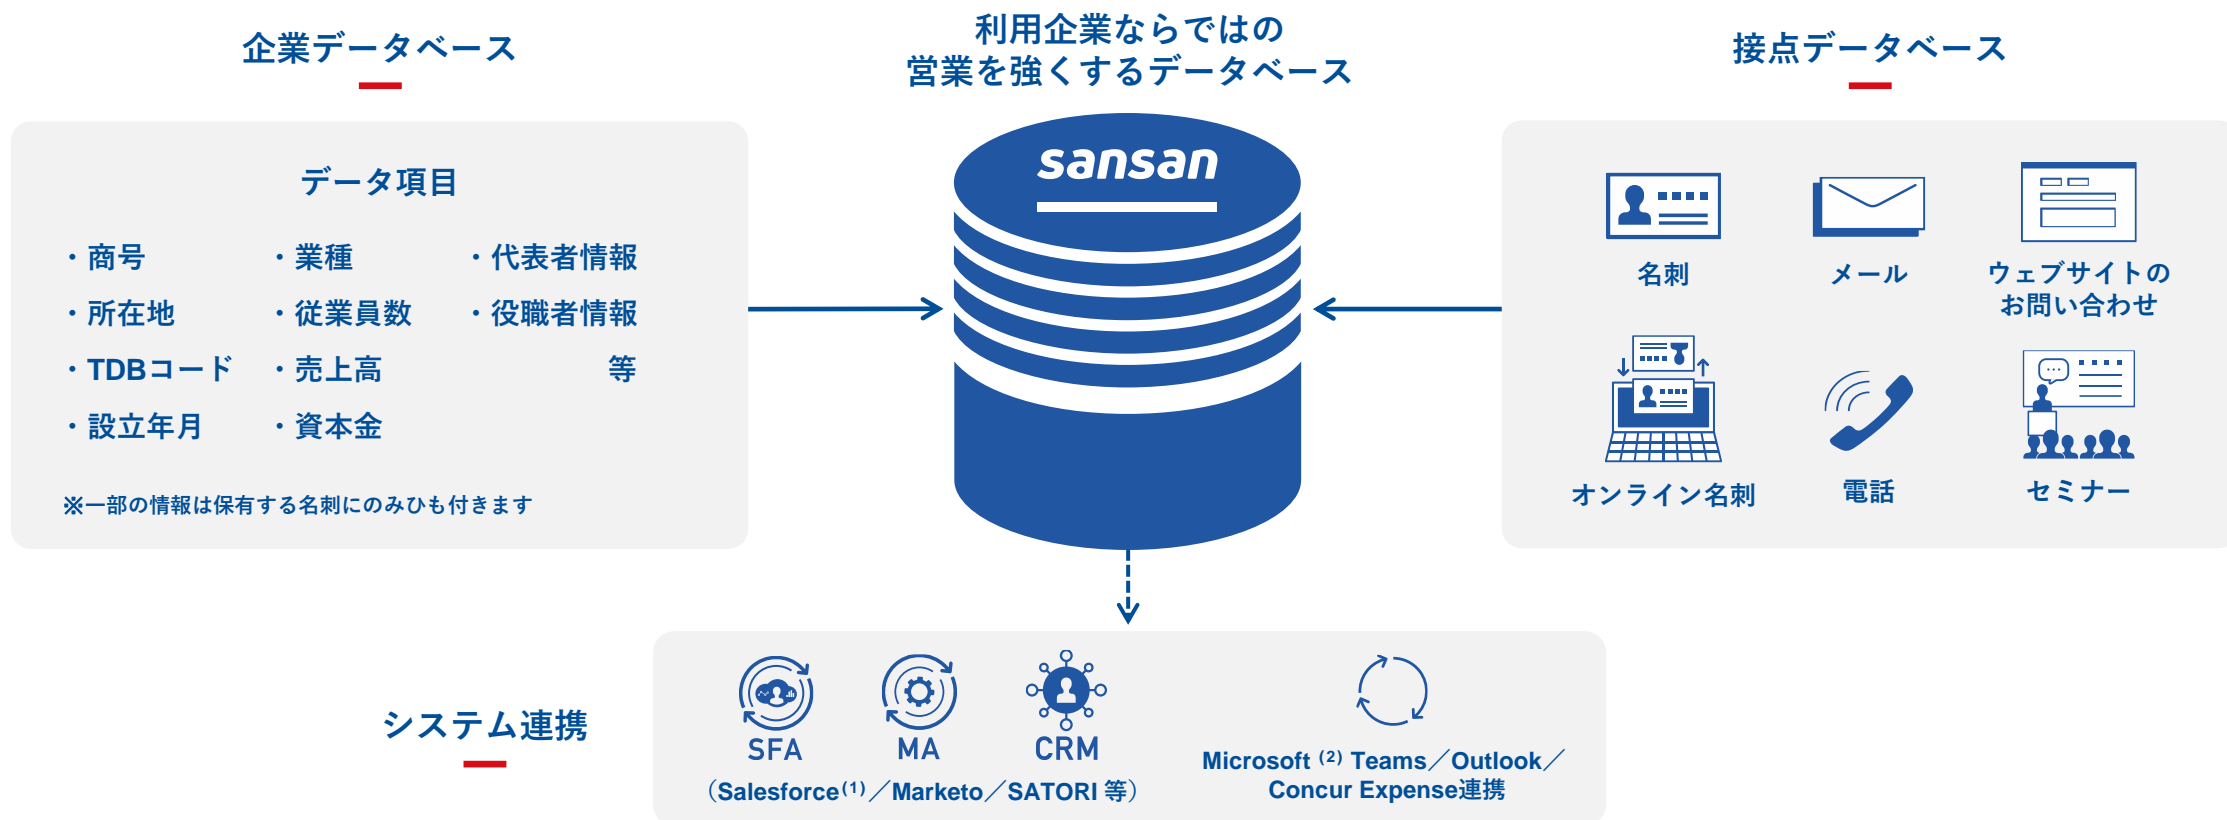 企業データベース
データ項目
・商号
・所在地
・TDBコード
・設立年月
・業種
・従業員数
・売上高
・資本金
・代表者情報
・役職者情報
等
※一部の情報は保有する名刺にのみひも付きます
利用企業ならではの
営業を強くするデータベース
sansan
接点データベース
名刺
メール
ウェブサイトの
お問い合わせ
オンライン名刺
電話
セミナー
システム連携
SFA
MA
CRM
（Salesforce⁽¹⁾／Marketo／SATORI 等）
Microsoft ⁽²⁾ Teams／Outlook／
Concur Expense連携